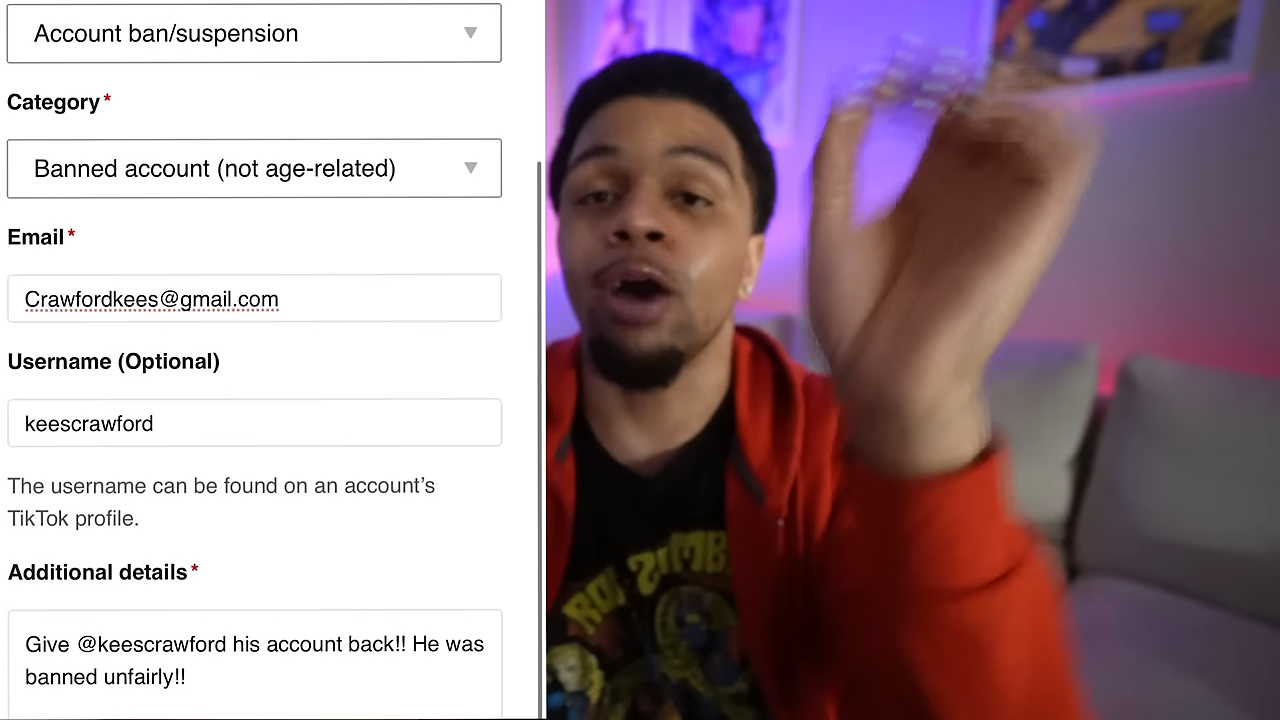 Account ban/suspension
Category*
Banned account (not age-related)
Email*
Crawfordkees@gmail.com
Username (Optional)
keescrawford
The username can be found on an account’s
TikTok profile.
Additional details*
Give @keescrawford his account back!! He was
banned unfairly!!